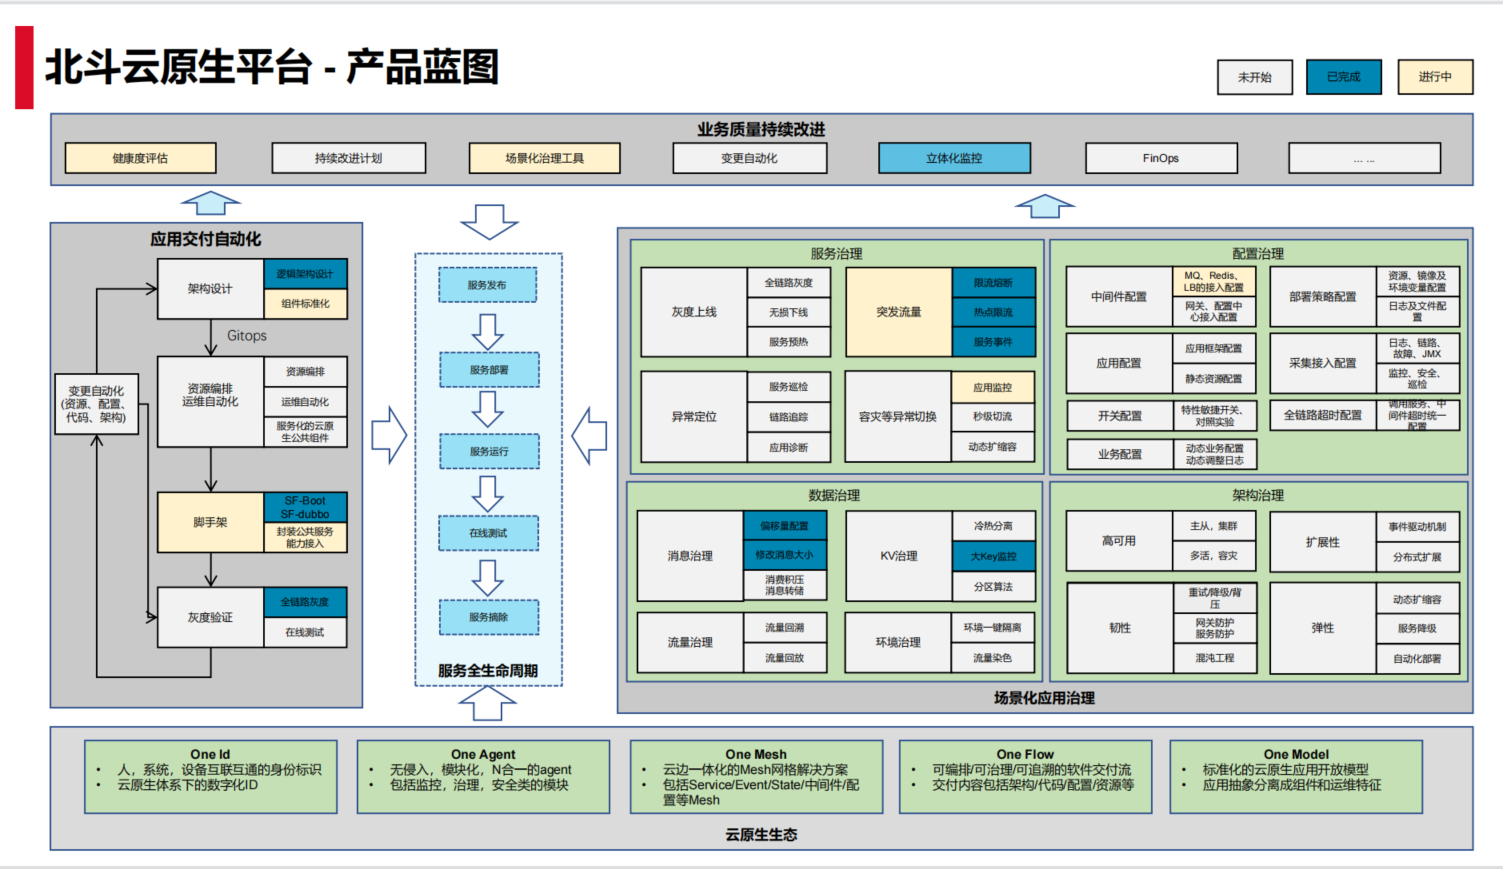 北斗云原生平台 - 产品蓝图
未开始
已完成
进行中
业务质量持续改进
健康度评估
持续改进计划
场景化治理工具
变更自动化
立体化监控
FinOps
... ...
应用交付自动化
架构设计
逻辑架构设计
组件标准化
Gitops
变更自动化
(资源、配置、
代码、架构)
资源编排
运维自动化
资源编排
运维自动化
服务化的云原
生公共组件
脚手架
SF-Boot
SF-dubbo
封装公共服务
能力接入
灰度验证
全链路灰度
在线测试
服务发布
服务部署
服务运行
在线测试
服务摘除
服务全生命周期
服务治理
灰度上线
全链路灰度
无损下线
服务预热
突发流量
限流熔断
热点限流
服务事件
异常定位
服务巡检
链路追踪
应用诊断
容灾等异常切换
应用监控
秒级切流
动态扩缩容
配置治理
中间件配置
MQ、Redis、
LB的接入配置
网关、配置中
心接入配置
部署策略配置
资源、镜像及
环境变量配置
日志及文件配
置
应用配置
应用框架配置
静态资源配置
采集接入配置
日志、链路、
故障、JMX
监控、安全、
巡检
开关配置
特性敏捷开关、
对照实验
全链路超时配置
调用服务、中
间件超时统一
配置
业务配置
动态业务配置
动态调整日志
数据治理
消息治理
偏移量配置
修改消息大小
消费积压
消息转储
KV治理
冷热分离
大Key监控
分区算法
流量治理
流量回溯
流量回放
环境治理
环境一键隔离
流量染色
架构治理
高可用
主从，集群
多活，容灾
扩展性
事件驱动机制
分布式扩展
韧性
重试/降级/背
压
网关防护
服务防护
混沌工程
弹性
动态扩缩容
服务降级
自动化部署
场景化应用治理
One Id
• 人，系统，设备互联互通的身份标识
• 云原生体系下的数字化ID
One Agent
• 无侵入，模块化，N合一的agent
• 包括监控，治理，安全类的模块
One Mesh
• 云边一体化的Mesh网格解决方案
• 包括Service/Event/State/中间件/配
置等Mesh
One Flow
• 可编排/可治理/可追溯的软件交付流
• 交付内容包括架构/代码/配置/资源等
One Model
• 标准化的云原生应用开放模型
• 应用抽象分离成组件和运维特征
云原生生态